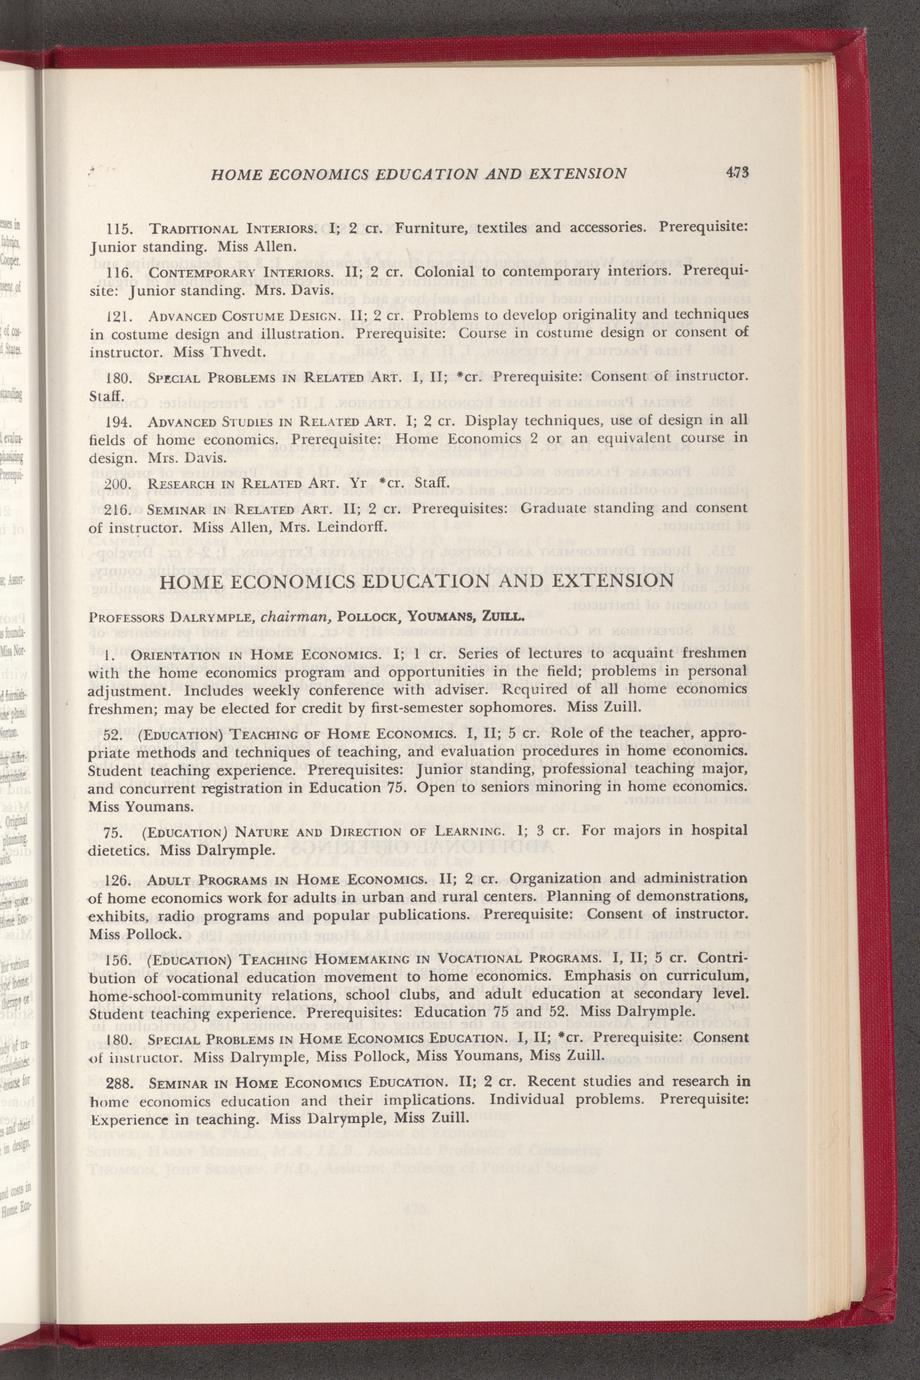 HOME ECONOMICS EDUCATION AND EXTENSION 473
115. TRADITIONAL INTERIORS. I; 2 cr. Furniture, textiles and accessories. Prerequisite:
Junior standing. Miss Allen.
116. CONTEMPORARY INTERIORS. II; 2 cr. Colonial to contemporary interiors. Prerequi-
site: Junior standing. Mrs. Davis.
121. ADVANCED COSTUME DESIGN. II; 2 cr. Problems to develop originality and techniques
in costume design and illustration. Prerequisite: Course in costume design or consent of
instructor. Miss Thvedt.
180. SPECIAL PROBLEMS IN RELATED ART. I, II; *cr. Prerequisite: Consent of instructor.
Staff.
194. ADVANCED STUDIES IN RELATED ART. I; 2 cr. Display techniques, use of design in all
fields of home economics. Prerequisite: Home Economics 2 or an equivalent course in
design. Mrs. Davis.
200. RESEARCH IN RELATED ART. Yr *cr. Staff.
216. SEMINAR IN RELATED ART. II; 2 cr. Prerequisites: Graduate standing and consent
of instructor. Miss Allen, Mrs. Leindorff.
HOME ECONOMICS EDUCATION AND EXTENSION
PROFESSORS DALRYMPLE, chairman, POLLOCK, YOUMANS, ZUILL.
1. ORIENTATION IN HOME ECONOMICS. I; 1 cr. Series of lectures to acquaint freshmen
with the home economics program and opportunities in the field; problems in personal
adjustment. Includes weekly conference with adviser. Required of all home economics
freshmen; may be elected for credit by first-semester sophomores. Miss Zuill.
52. (EDUCATION) TEACHING OF HOME ECONOMICS. I, II; 5 cr. Role of the teacher, appro-
priate methods and techniques of teaching, and evaluation procedures in home economics.
Student teaching experience. Prerequisites: Junior standing, professional teaching major,
and concurrent registration in Education 75. Open to seniors minoring in home economics.
Miss Youmans.
75. (EDUCATION) NATURE AND DIRECTION OF LEARNING. 1; 3 cr. For majors in hospital
dietetics. Miss Dalrymple.
126. ADULT PROGRAMS IN HOME ECONOMICS. II; 2 cr. Organization and administration
of home economics work for adults in urban and rural centers. Planning of demonstrations,
exhibits, radio programs and popular publications. Prerequisite: Consent of instructor.
Miss Pollock.
156. (EDUCATION) TEACHING HOMEMAKING IN VOCATIONAL PROGRAMS. I, II; 5 cr. Contri-
bution of vocational education movement to home economics. Emphasis on curriculum,
home-school-community relations, school clubs, and adult education at secondary level.
Student teaching experience. Prerequisites: Education 75 and 52. Miss Dalrymple.
180. SPECIAL PROBLEMS IN HOME ECONOMICS EDUCATION. I, II; *cr. Prerequisite: Consent
of instructor. Miss Dalrymple, Miss Pollock, Miss Youmans, Miss Zuill.
288. SEMINAR IN HOME ECONOMICS EDUCATION. II; 2 cr. Recent studies and research in
home economics education and their implications. Individual problems. Prerequisite:
Experience in teaching. Miss Dalrymple, Miss Zuill.